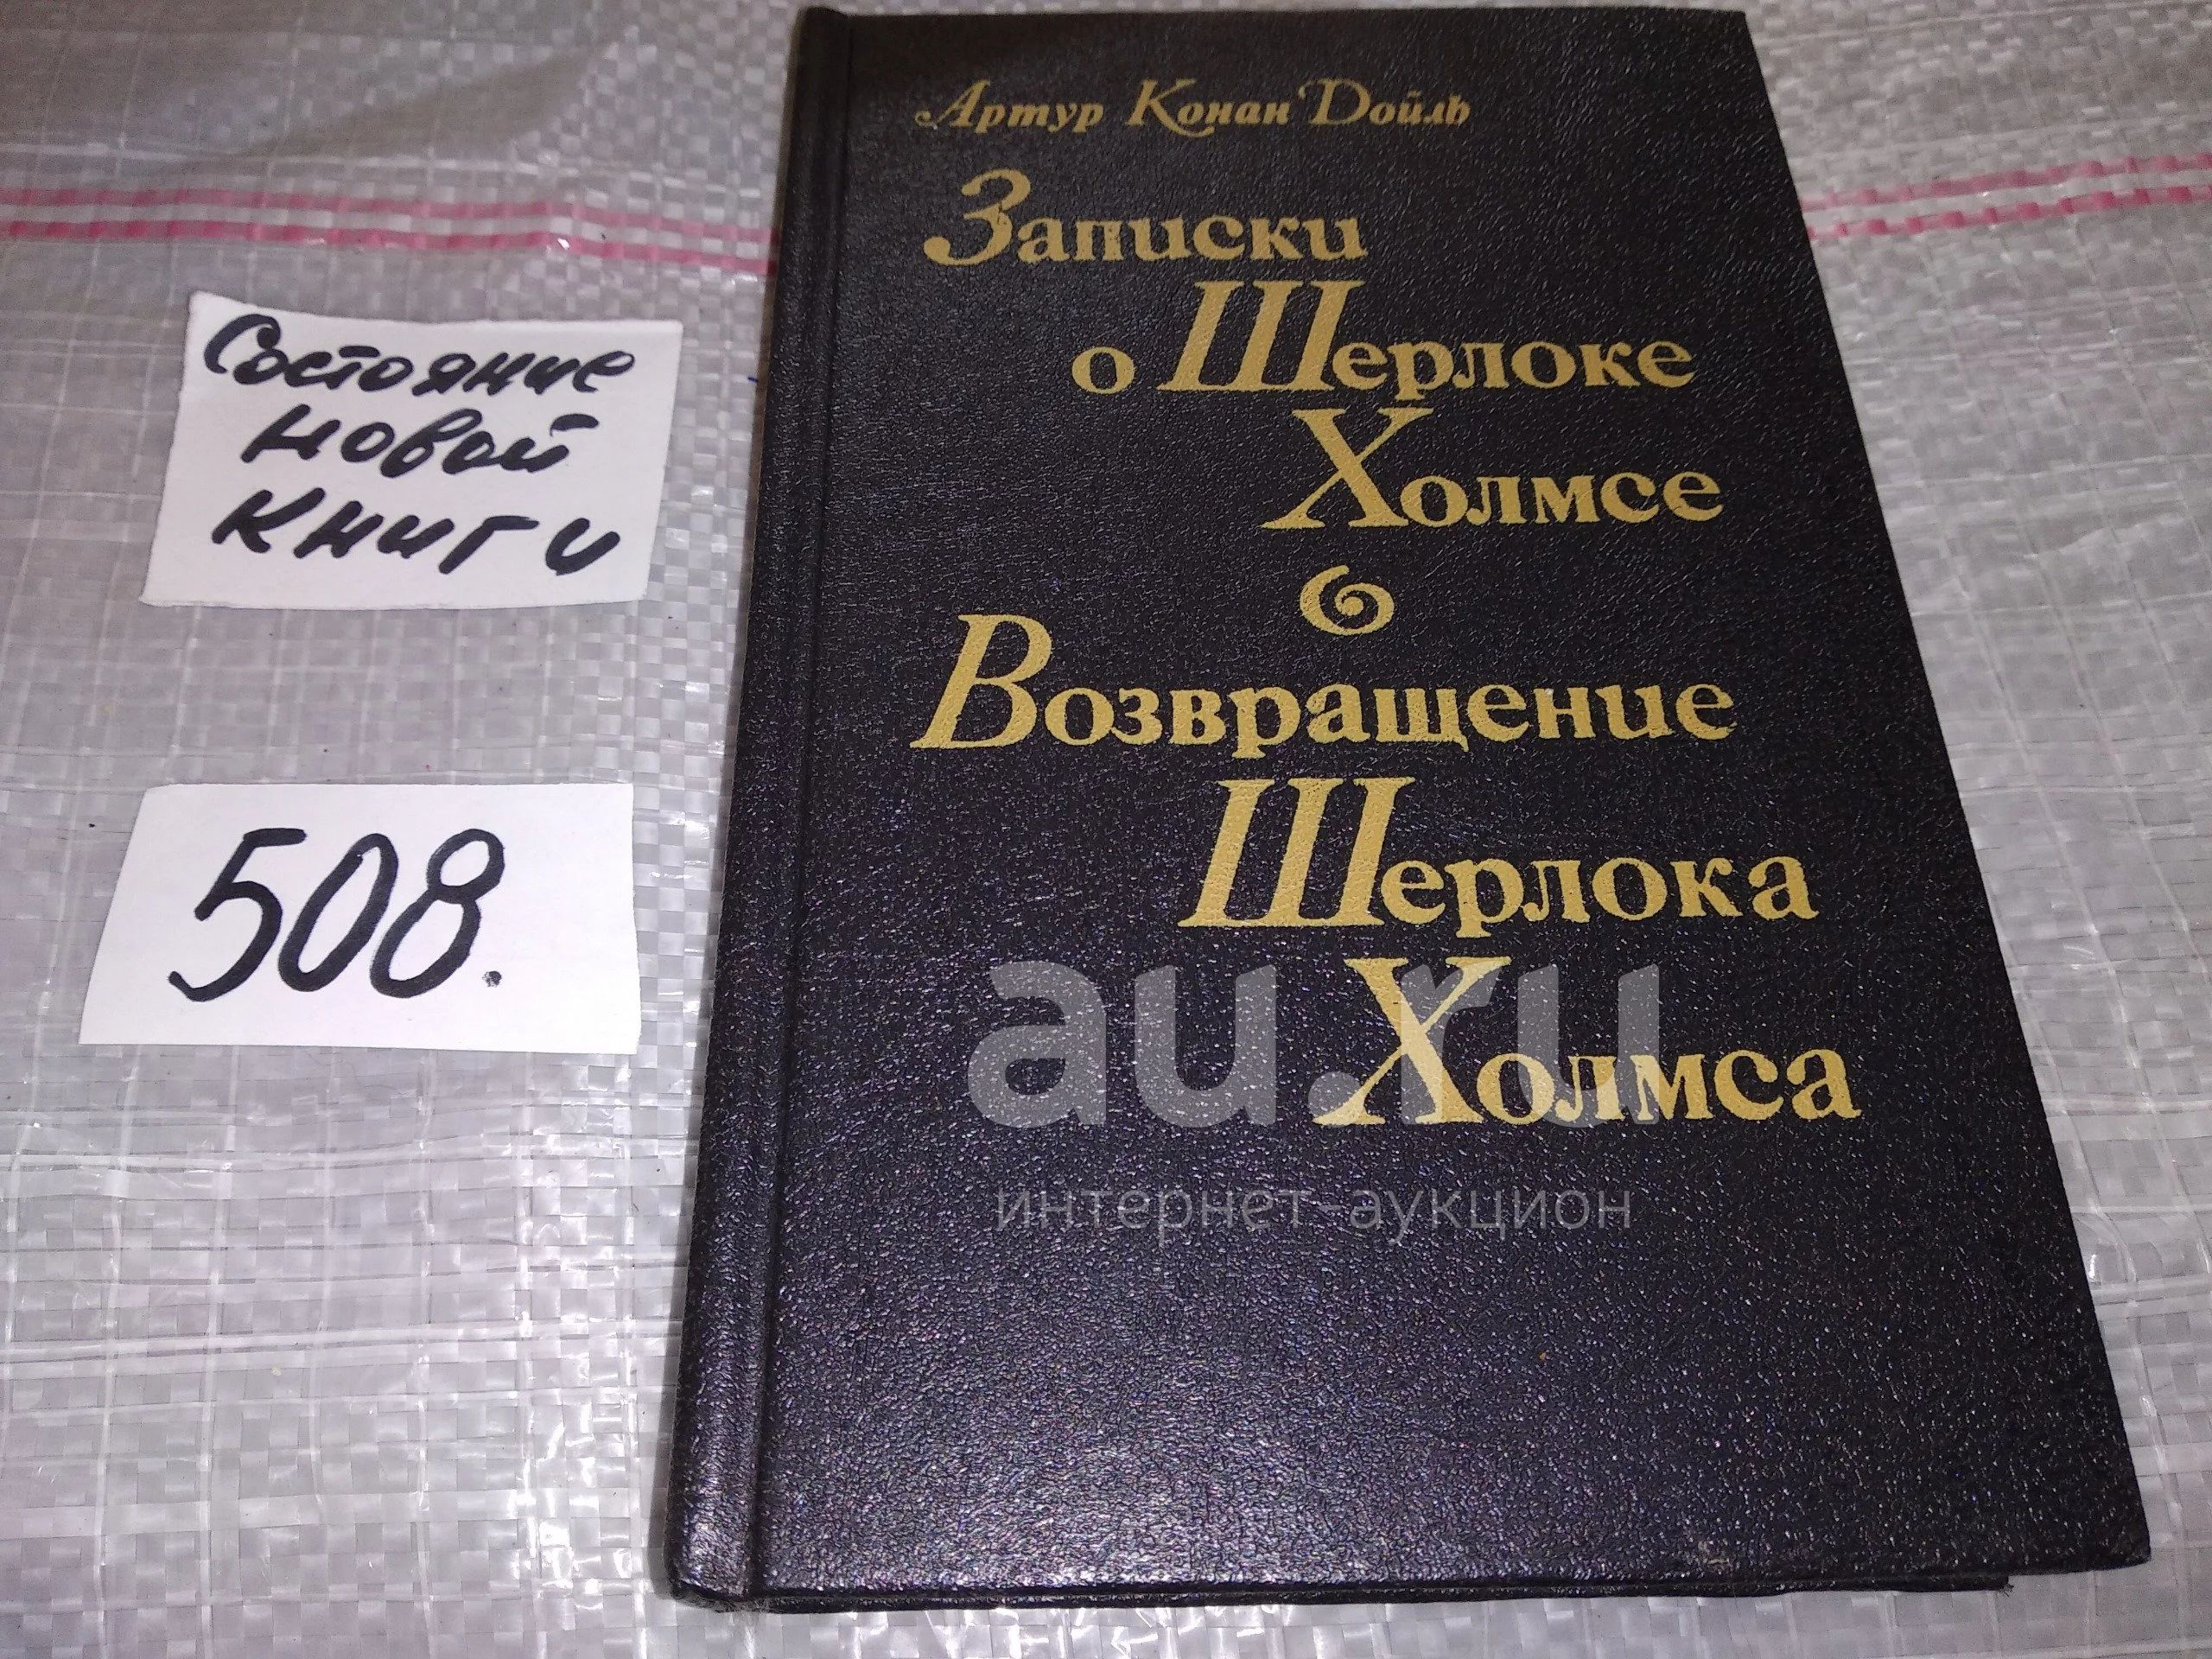 Артур Конан Дойль
Записки
о Шерлоке
Холмсе
Возвращение
Шерлока
Холмса
Состояние
новой
книги
508.
au.ru
интернет-аукцион